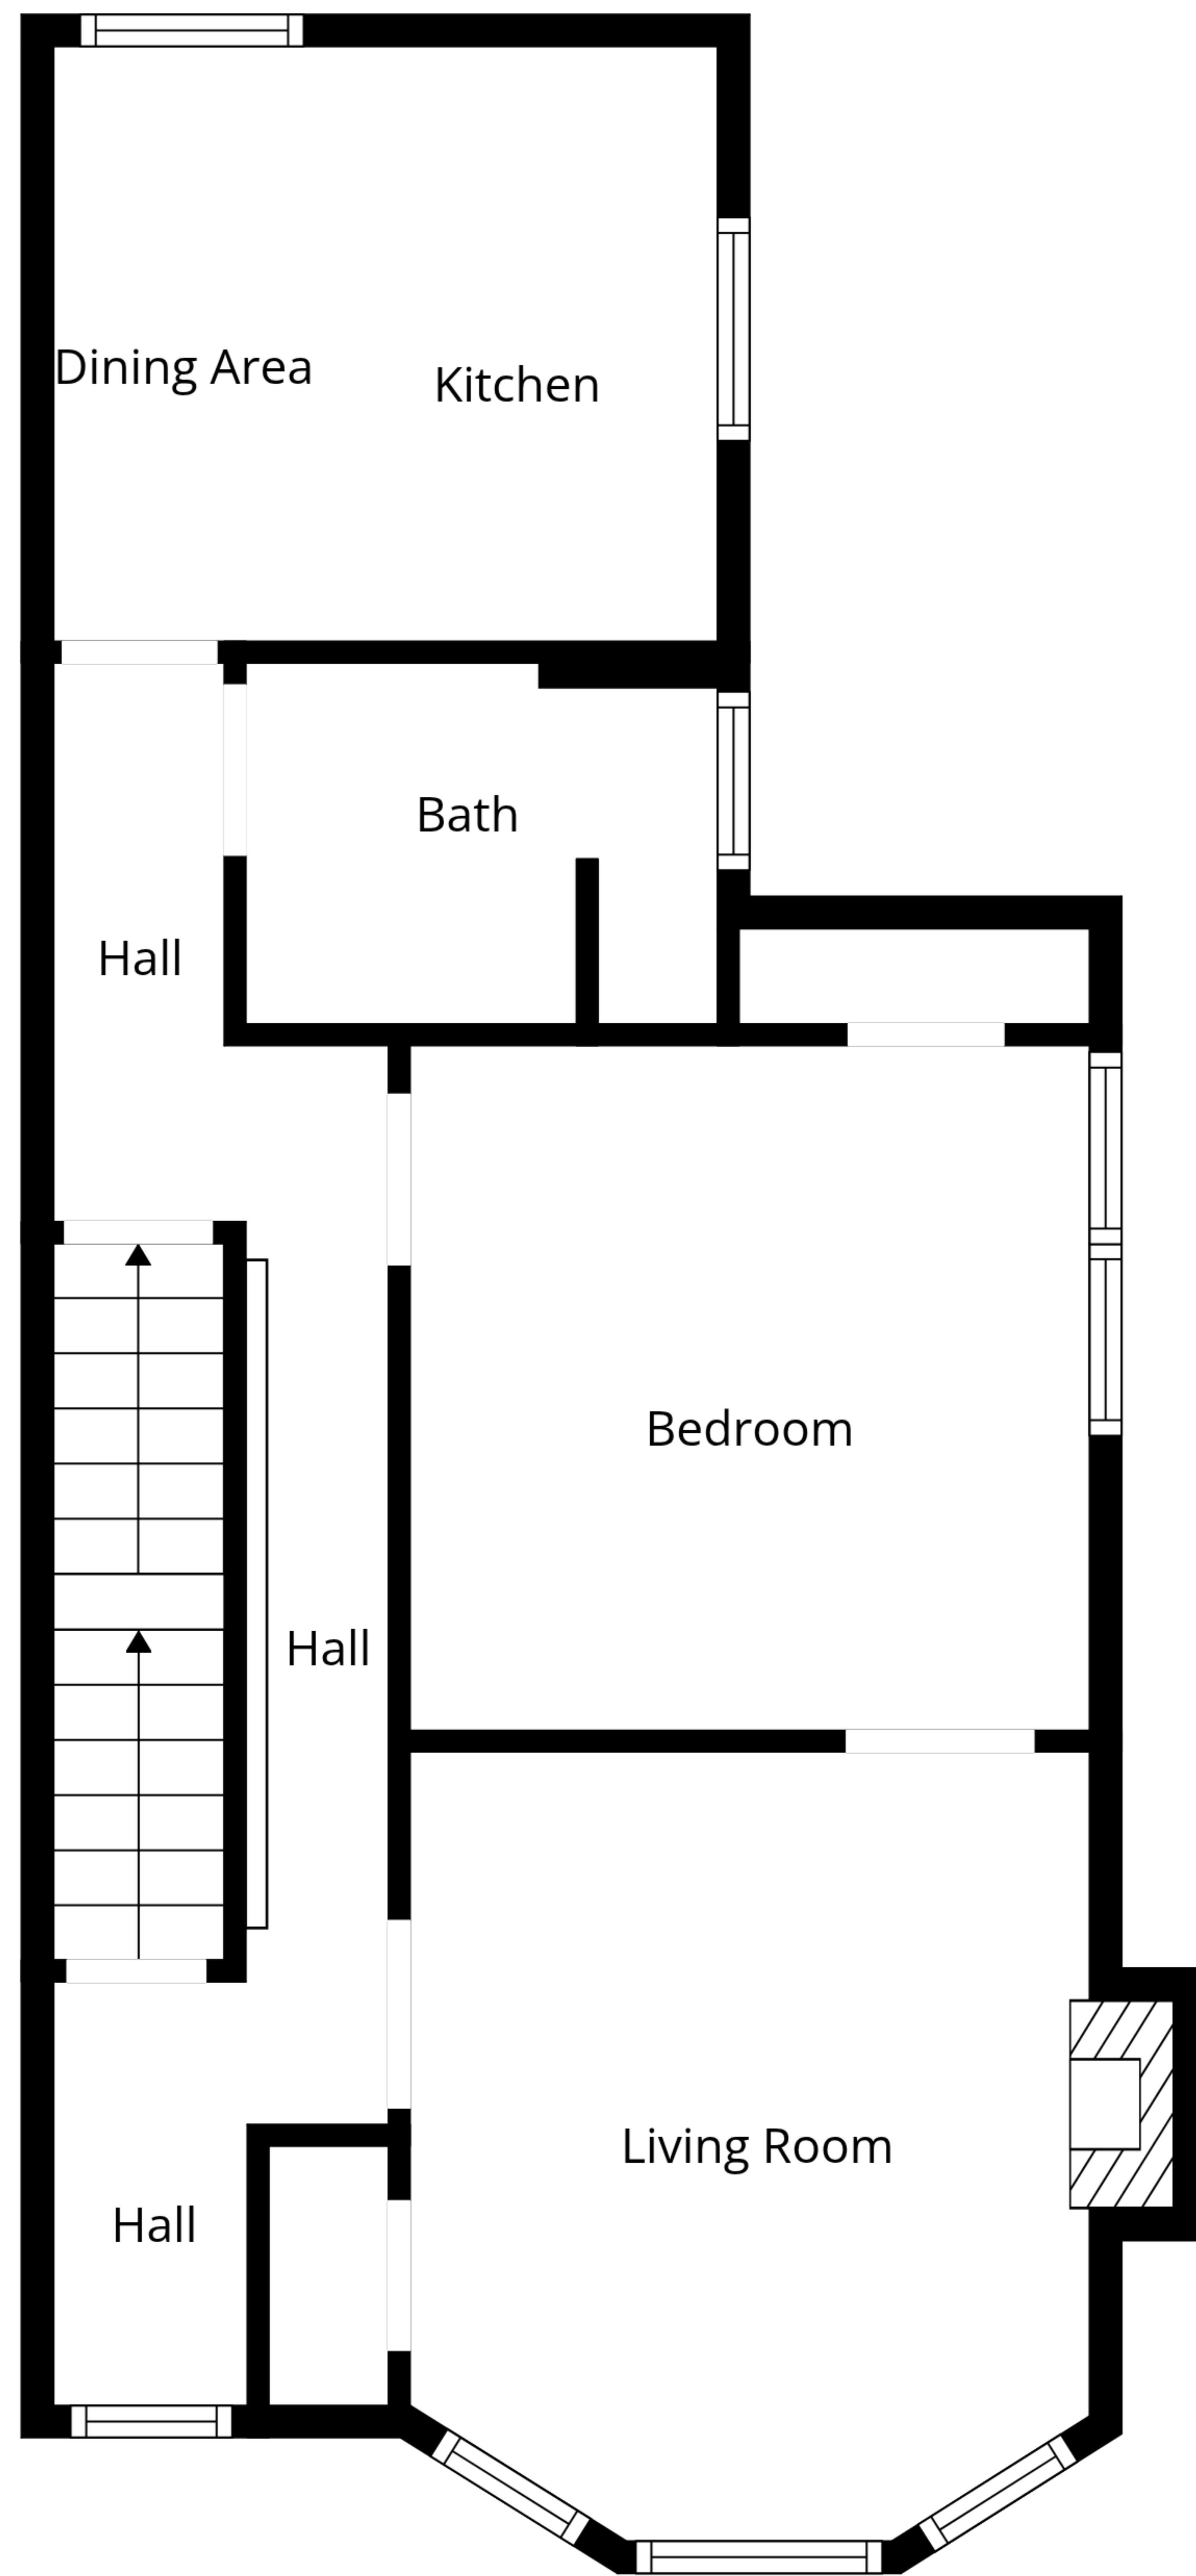 Dining Area
Kitchen
Bath
Hall
Bedroom
Hall
Living Room
Hall